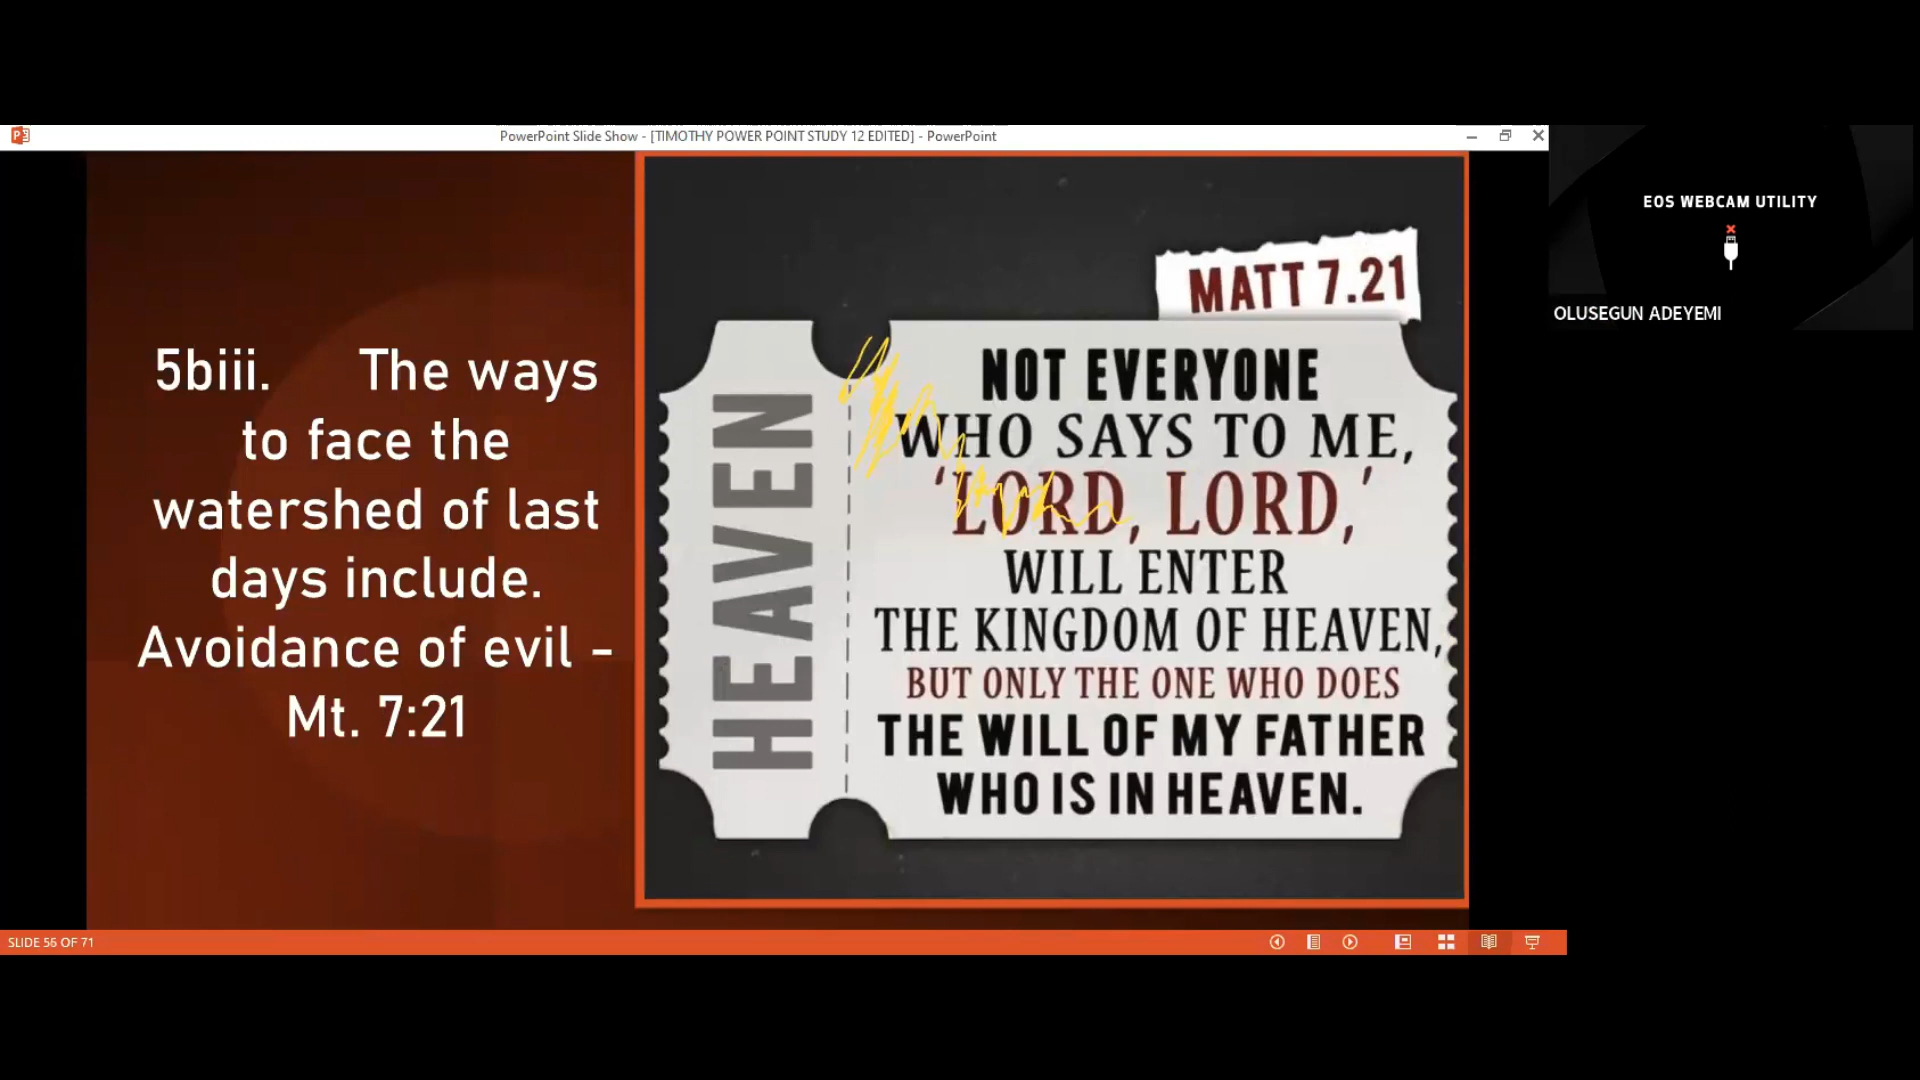 PowerPoint Slide Show - [TIMOTHY POWER POINT STUDY 12 EDITED] - PowerPoint
5biii. The ways
to face the
watershed of last
days include.
Avoidance of evil -
Mt. 7:21
MATT 7.21
HEAVEN
NOT EVERYONE
WHO SAYS TO ME,
‘LORD, LORD,’
WILL ENTER
THE KINGDOM OF HEAVEN,
BUT ONLY THE ONE WHO DOES
THE WILL OF MY FATHER
WHO IS IN HEAVEN.
EOS WEBCAM UTILITY
OLUSEGUN ADEYEMI
SLIDE 56 OF 71